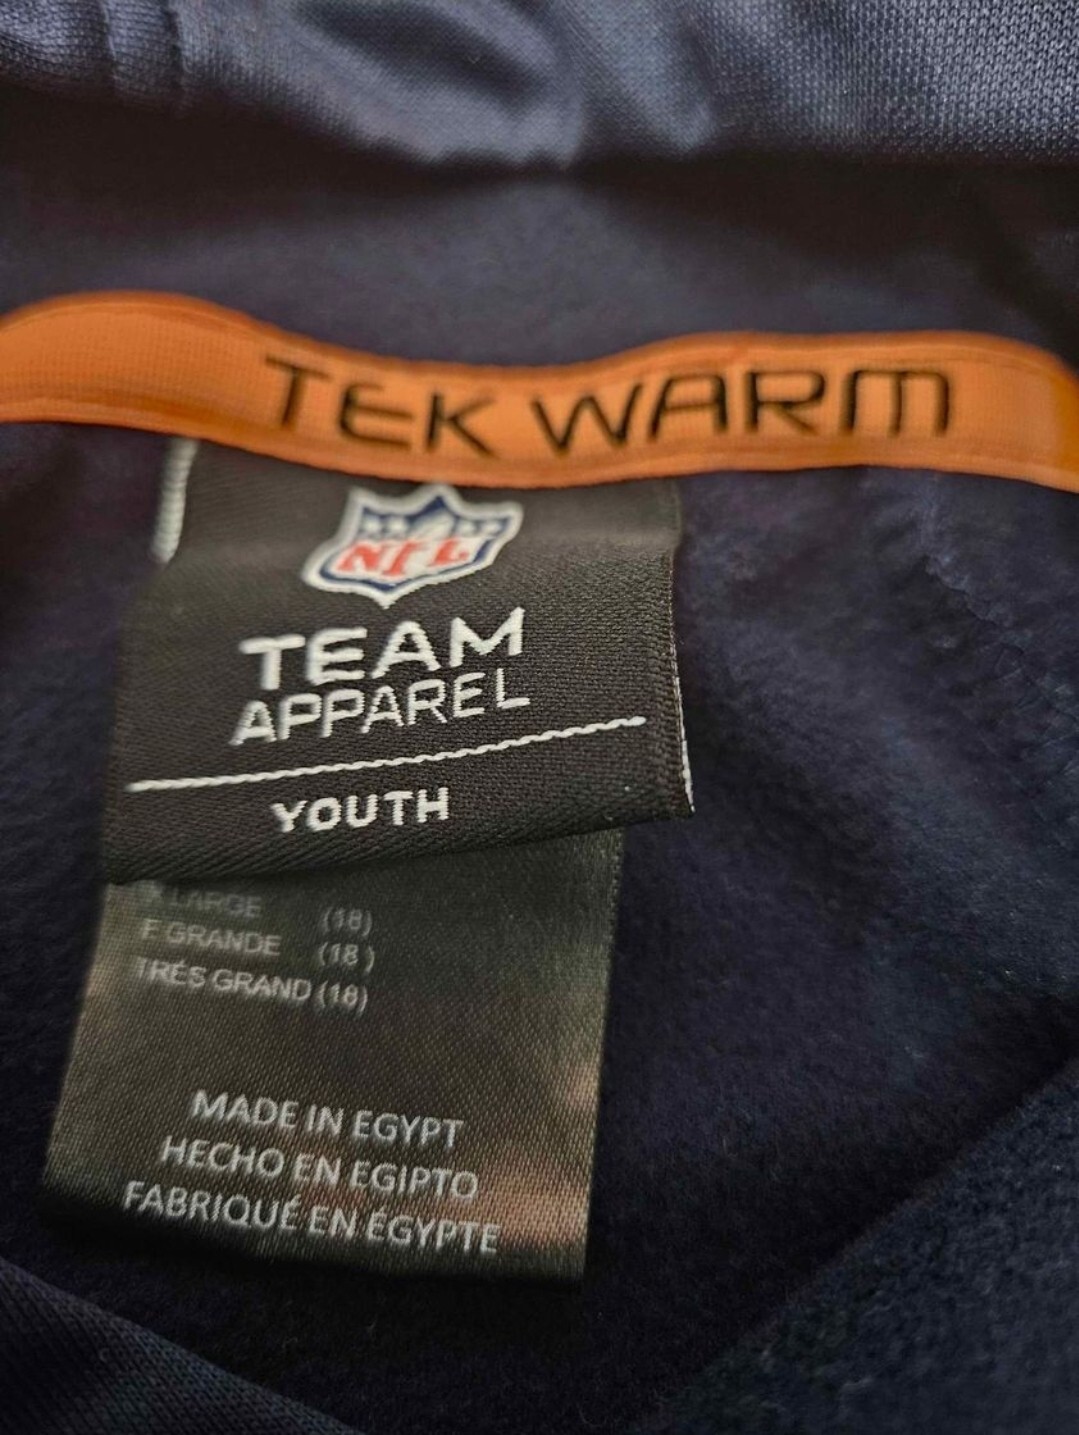 TEK WARM
NFL
TEAM
APPAREL
YOUTH
LARGE (18)
GRANDE (18)
TRÉS GRAND (18)
MADE IN EGYPT
HECHO EN EGIPTO
FABRIQUÉ EN ÉGYPTE